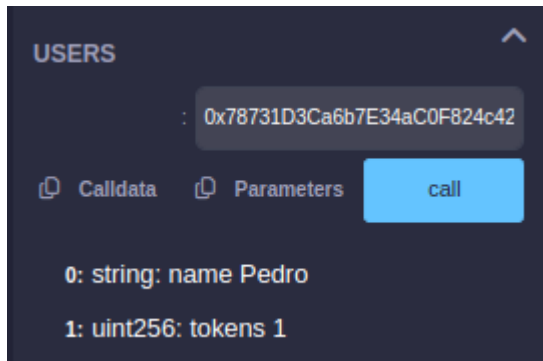 USERS
: 0x78731D3Ca6b7E34aC0F824c42
Calldata Parameters call
0: string: name Pedro
1: uint256: tokens 1